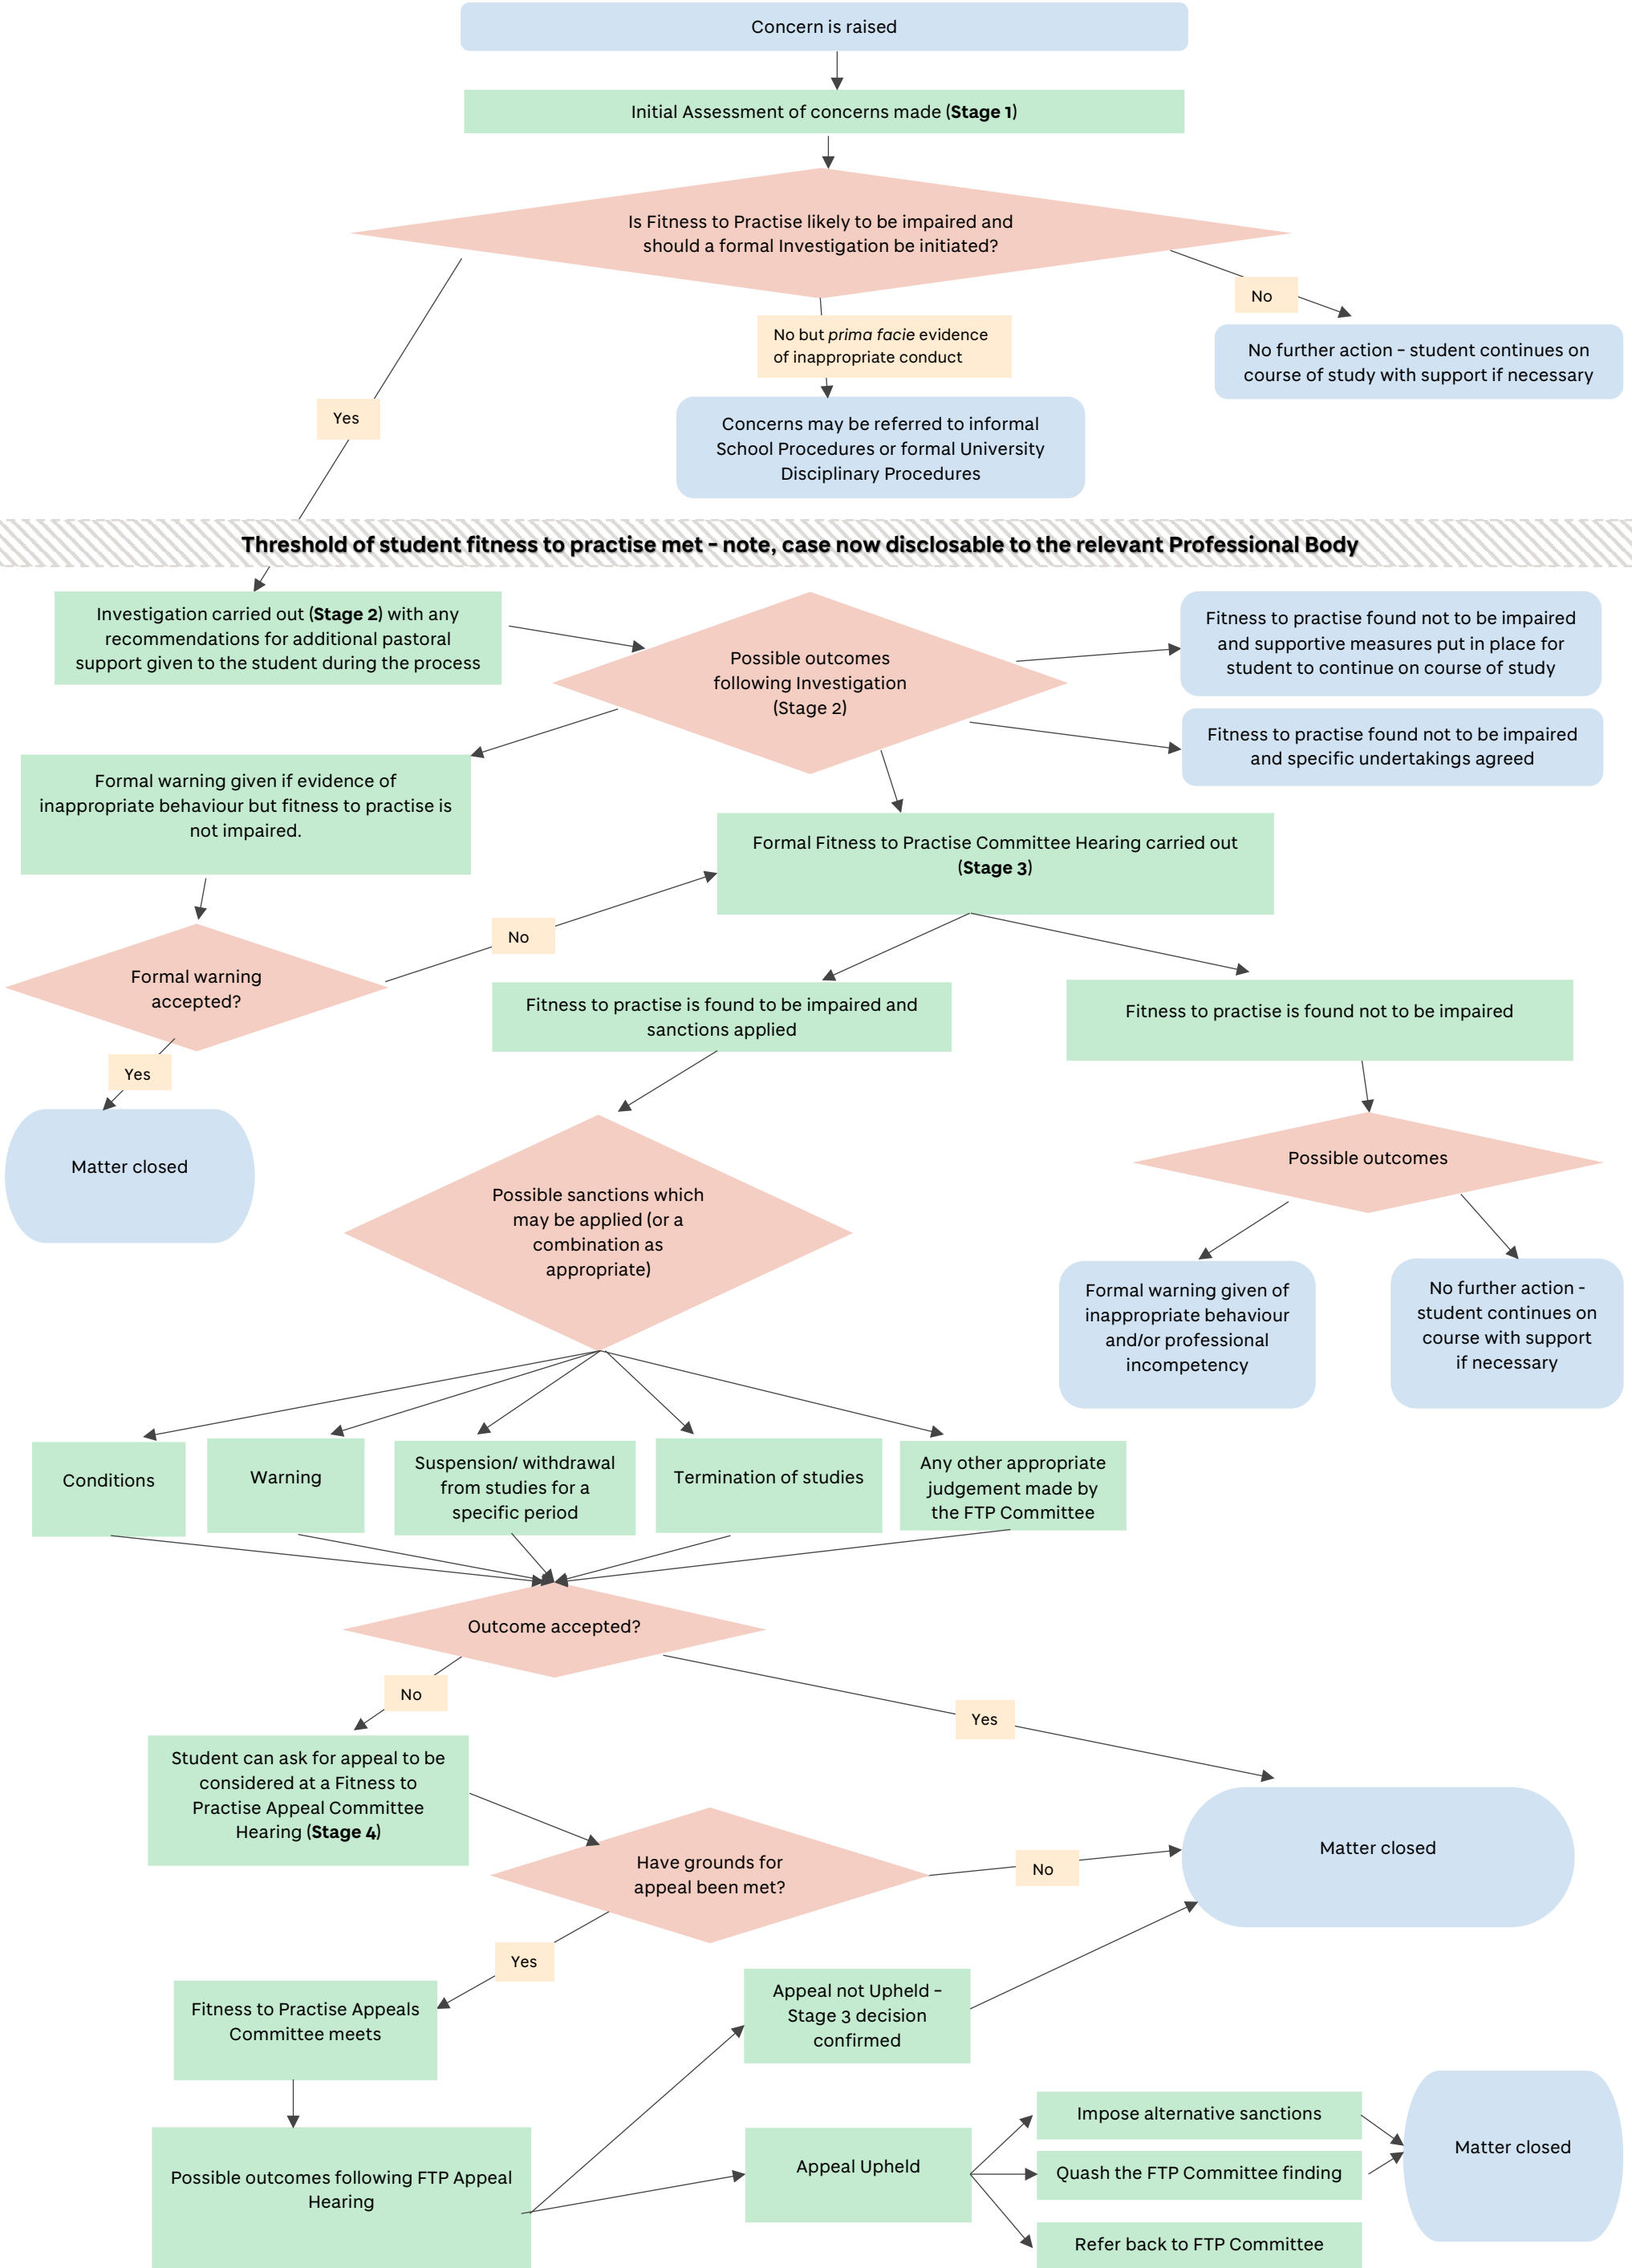 Concern is raised
Initial Assessment of concerns made (Stage 1)
Is Fitness to Practise likely to be impaired and
should a formal Investigation be initiated?
No
No but prima facie evidence
of inappropriate conduct
No further action - student continues on
course of study with support if necessary
Yes
Concerns may be referred to informal
School Procedures or formal University
Disciplinary Procedures
Threshold of student fitness to practise met - note, case now disclosable to the relevant Professional Body
Investigation carried out (Stage 2) with any
recommendations for additional pastoral
support given to the student during the process
Possible outcomes
following Investigation
(Stage 2)
Fitness to practise found not to be impaired
and supportive measures put in place for
student to continue on course of study
Fitness to practise found not to be impaired
and specific undertakings agreed
Formal warning given if evidence of
inappropriate behaviour but fitness to practise is
not impaired.
Formal Fitness to Practise Committee Hearing carried out
(Stage 3)
No
Formal warning
accepted?
Fitness to practise is found to be impaired and
sanctions applied
Fitness to practise is found not to be impaired
Yes
Matter closed
Possible outcomes
Possible sanctions which
may be applied (or a
combination as
appropriate)
Formal warning given of
inappropriate behaviour
and/or professional
incompetency
No further action -
student continues on
course with support
if necessary
Conditions
Warning
Suspension/ withdrawal
from studies for a
specific period
Termination of studies
Any other appropriate
judgement made by
the FTP Committee
Outcome accepted?
No
Yes
Student can ask for appeal to be
considered at a Fitness to
Practise Appeal Committee
Hearing (Stage 4)
Have grounds for
appeal been met?
No
Matter closed
Yes
Fitness to Practise Appeals
Committee meets
Appeal not Upheld -
Stage 3 decision
confirmed
Possible outcomes following FTP Appeal
Hearing
Appeal Upheld
Impose alternative sanctions
Quash the FTP Committee finding
Refer back to FTP Committee
Matter closed